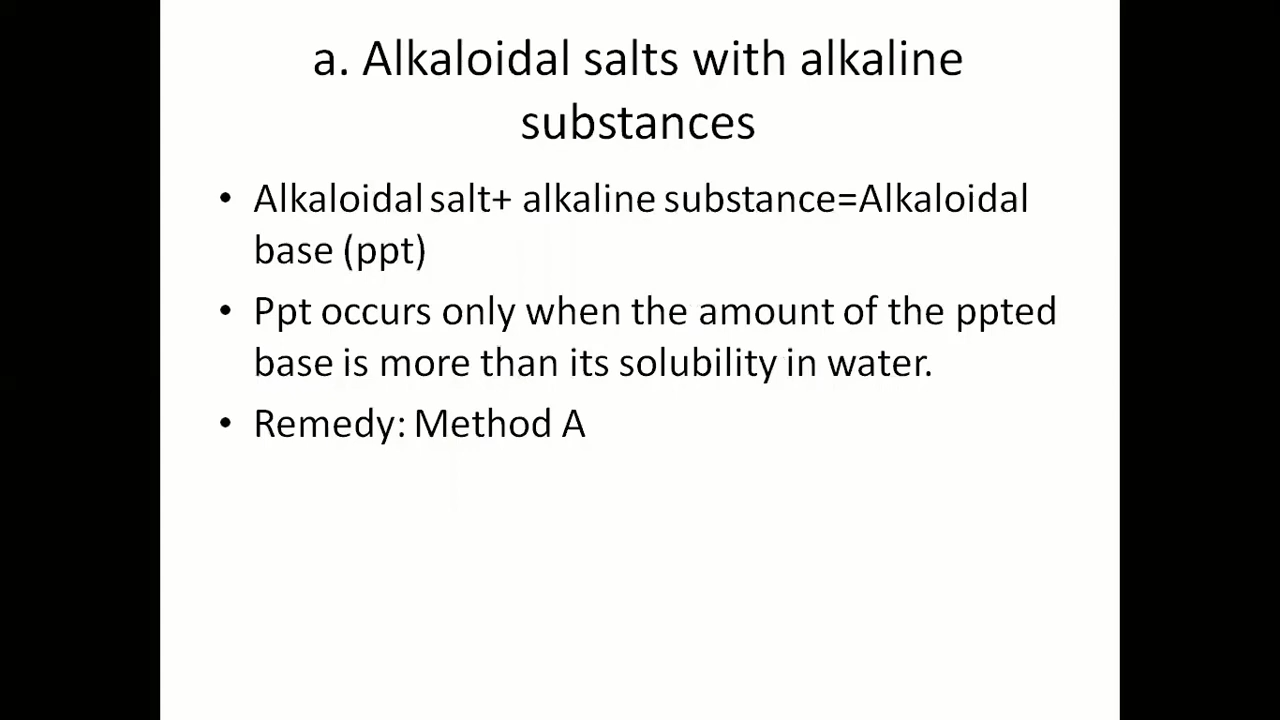 a. Alkaloidal salts with alkaline
substances
• Alkaloidal salt+ alkaline substance=Alkaloidal
base (ppt)
• Ppt occurs only when the amount of the ppted
base is more than its solubility in water.
• Remedy: Method A